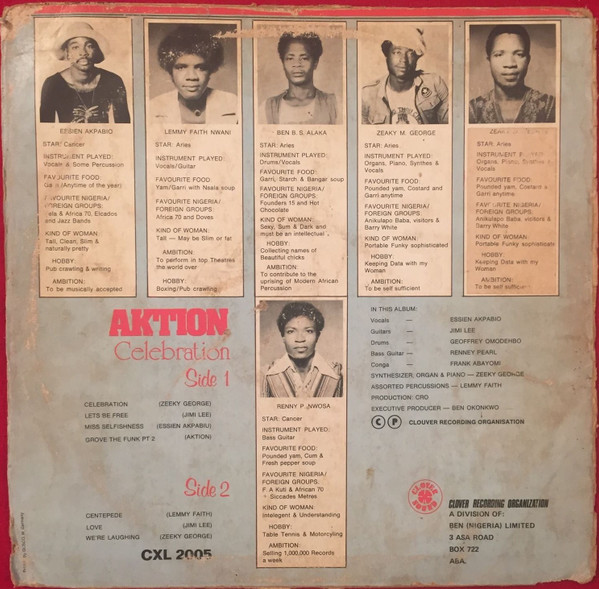 ESSIEN AKPABIO
STAR: Cancer
INSTRUMENT PLAYED:
Vocals & Some Percussion
FAVOURITE FOOD:
(Anytime of the year)
FAVOURITE NIGERIA/
FOREIGN GROUPS:
Fela & Africa 70, Elcados
and Jazz Bands
KIND OF WOMAN:
Tall, Clean, Slim &
naturally pretty
HOBBY:
Pub crawling & writing
AMBITION:
To be musically accepted
LEMMY FAITH NWANI
STAR: Aries
INSTRUMENT PLAYED:
Vocals/Guitar
FAVOURITE FOOD
Yam/Garri with Nsala soup
FAVOURITE NIGERIA/
FOREIGN GROUPS:
Africa 70 and Doves
KIND OF WOMAN:
Tall — May be Slim or fat
AMBITION:
To perform in top Theatres
the world over
HOBBY:
Boxing/Pub crawling
BEN B. S. ALAKA
STAR: Aries
INSTRUMENT PLAYED:
Drums/Vocals
FAVOURITE FOOD:
Garri, Starch & Bangar soup
FAVOURITE NIGERIA/
FOREIGN GROUPS:
Founders 15 and Hot
Chocolate
KIND OF WOMAN:
Sexy, Sum & Dark and
must be an intellectual
HOBBY:
Collecting names of
Beautiful chicks
AMBITION:
To contribute to the
uprising of Modern African
Percussion
ZEAKY M. GEORGE
STAR: Aries
INSTRUMENT PLAYED:
Organs, Piano, Synthes &
Vocals
FAVOURITE FOOD:
Pounded yam, Custard and
Garri anytime
FAVOURITE NIGERIA/
FOREIGN GROUPS:
Anikulapo Baba, visitors &
Barry White
KIND OF WOMAN:
Portable Funky sophisticated
HOBBY:
Keeping Data with my
Woman
AMBITION:
To be self sufficient
STAR: Aries
INSTRUMENT
Organs, Piano, Synthes &
Vocals
FAVOURITE FOOD:
Pounded yam, Custard &
Garri anytime.
FAVOURITE NIGERIA/
FOREIGN GROUPS:
Anikulapo Baba, visitors &
Barry White
KIND OF WOMAN:
Portable Funky sophisticated
HOBBY:
Keeping Data with my
Woman
AMBITION:
To be self sufficient
AKTION
Celebration
Side 1
CELEBRATION (ZEEKY GEORGE)
LETS BE FREE (JIMI LEE)
MISS SELFISHNESS (ESSIEN AKPABIU)
GROVE THE FUNK PT 2 (AKTION)
Side 2
CENTEPEDE (LEMMY FAITH)
LOVE (JIMI LEE)
WE'RE LAUGHING (ZEEKY GEORGE)
CXL 2005
RENNY P. NWOSA
STAR: Cancer
INSTRUMENT PLAYED:
Bass Guitar
FAVOURITE FOOD:
Pounded yam, Cum &
Fresh pepper soup
FAVOURITE NIGERIA/
FOREIGN GROUPS:
F. A Kuti & African 70
Siccades Metres
KIND OF WOMAN
Intelegent & Understanding
HOBBY:
Table Tennis & Motorcyling
AMBITION:
Selling 1,000,000 Records
a week
IN THIS ALBUM:
Vocals — ESSIEN AKPABIO
Guitars — JIMI LEE
Drums — GEOFFREY OMODEHBO
Bass Guitar — RENNEY PEARL
Conga — FRANK ABAYOMI
SYNTHESIZER, ORGAN & PIANO — ZEEKY GEORGE
ASSORTED PERCUSSIONS — LEMMY FAITH
PRODUCTION: CRO
EXECUTIVE PRODUCER — BEN OKONKWO
C P CLOUVER RECORDING ORGANISATION
CLOVER SOUND
CLOVER RECORDING ORGANIZATION
A DIVISION OF:
BEN (NIGERIA) LIMITED
3 ASA ROAD
BOX 722
ABA.